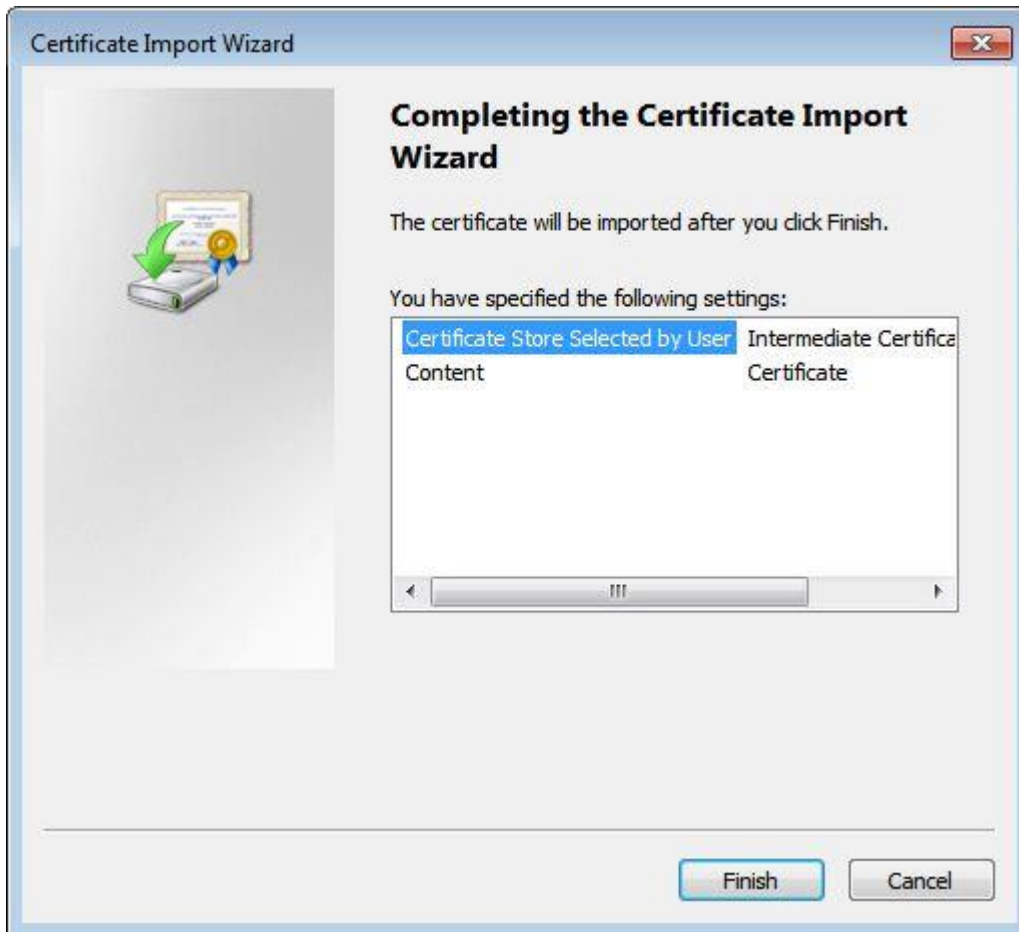 Certificate Import Wizard
Completing the Certificate Import
Wizard
The certificate will be imported after you click Finish.
You have specified the following settings:
Certificate Store Selected by User Intermediate Certifica
Content Certificate
Finish Cancel